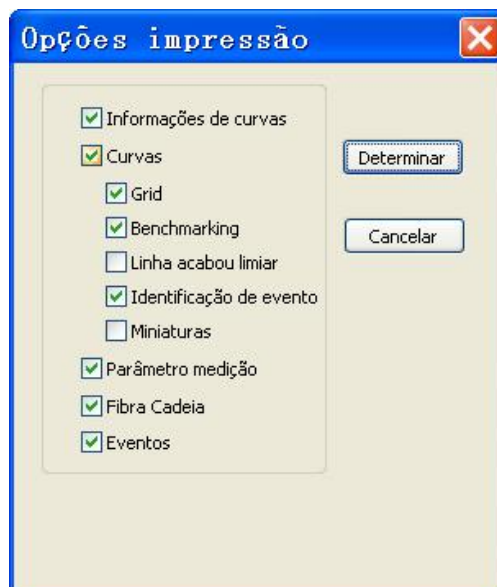 Opções impressão
Informações de curvas
Curvas
Grid
Benchmarking
Linha acabou limiar
Identificação de evento
Miniaturas
Parâmetro medição
Fibra Cadeia
Eventos
Determinar
Cancelar